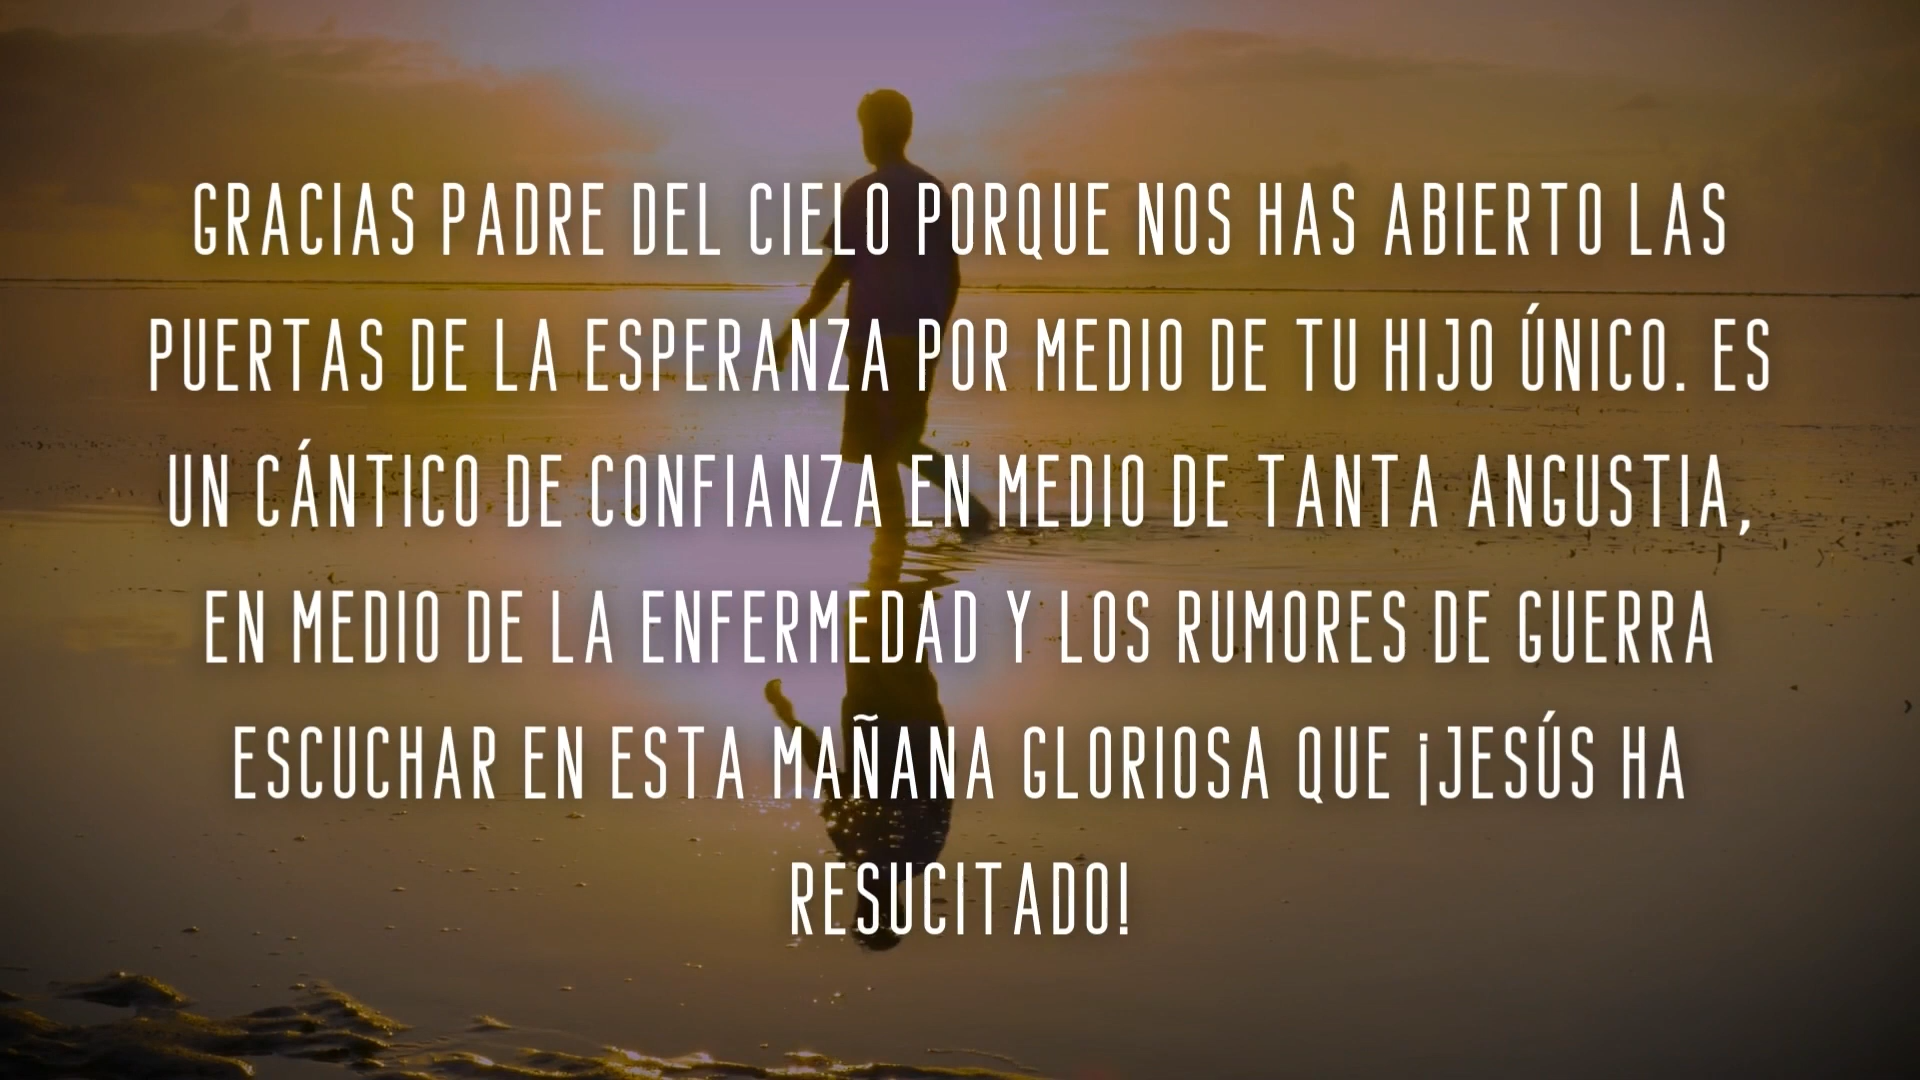 GRACIAS PADRE DEL CIELO PORQUE NOS HAS ABIERTO LAS
PUERTAS DE LA ESPERANZA POR MEDIO DE TU HIJO ÚNICO. ES
UN CÁNTICO DE CONFIANZA EN MEDIO DE TANTA ANGUSTIA,
EN MEDIO DE LA ENFERMEDAD Y LOS RUMORES DE GUERRA
ESCUCHAR EN ESTA MAÑANA GLORIOSA QUE ¡JESÚS HA
RESUCITADO!